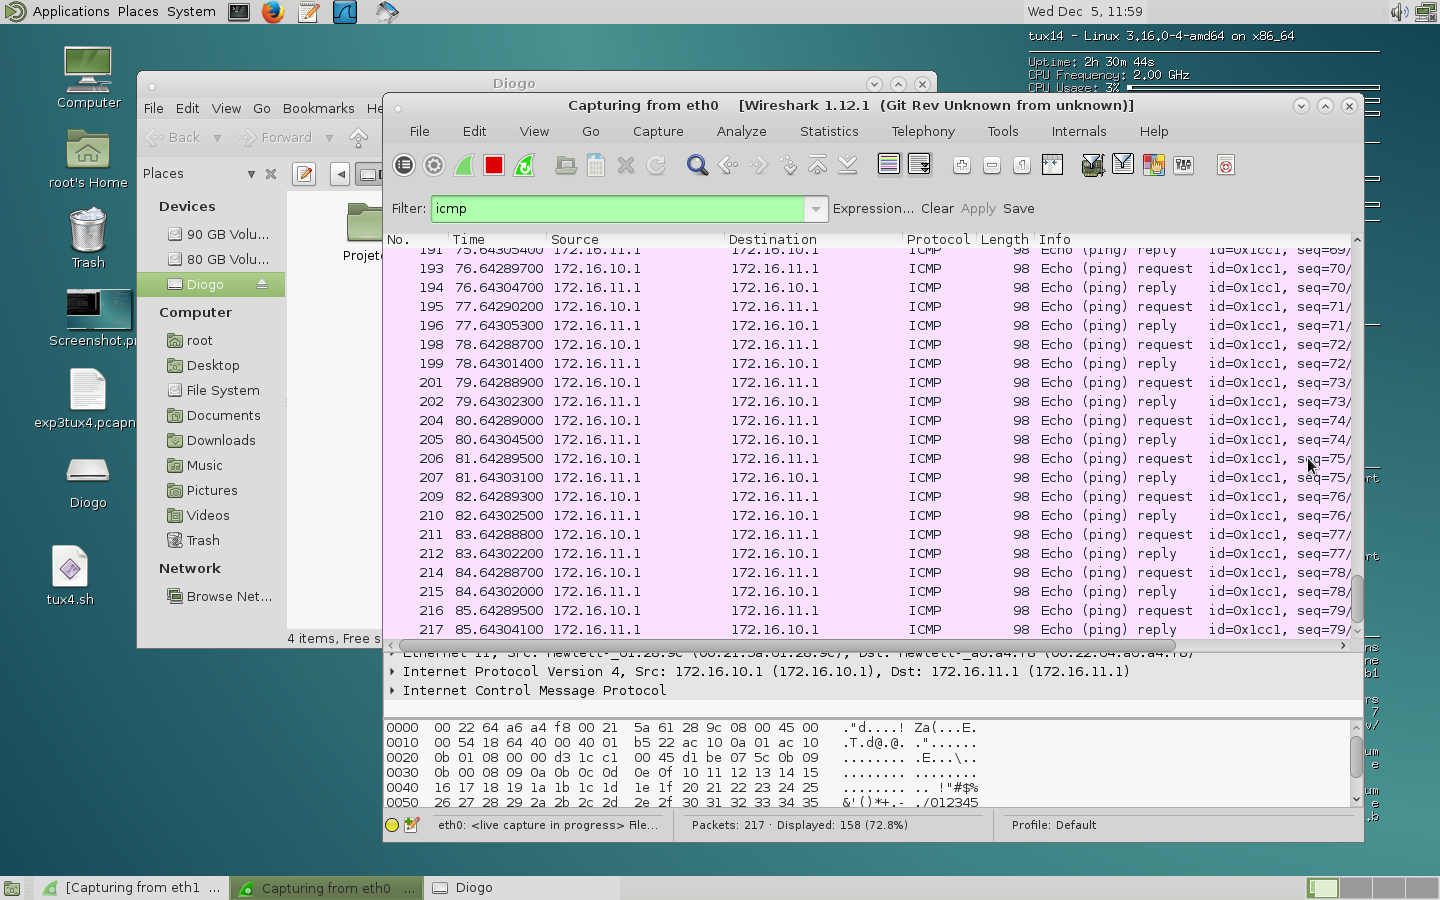 Applications Places System
Wed Dec 5, 11:59
tux14 - Linux 3.16.0-4-amd64 on x86_64
Uptime: 2h 30m 44s
CPU Frequency: 2.00 GHz
CPU Usage: 3%
Computer
root's Home
Trash
Screenshot.p
exp3tux4.pcapn
Diogo
tux4.sh
Diogo
File Edit View Go Bookmarks He
Back Forward
Places
Devices
90 GB Volu...
80 GB Volu...
Diogo
Computer
root
Desktop
File System
Documents
Downloads
Music
Pictures
Videos
Trash
Network
Browse Net...
Projet
4 items, Free s
Capturing from eth0 [Wireshark 1.12.1 (Git Rev Unknown from unknown)]
File Edit View Go Capture Analyze Statistics Telephony Tools Internals Help
Filter: icmp Expression... Clear Apply Save
No. Time Source Destination Protocol Length Info
191 75.64305400 172.16.11.1 172.16.10.1 ICMP 98 Echo (ping) reply id=0x1cc1, seq=69/
193 76.64289700 172.16.10.1 172.16.11.1 ICMP 98 Echo (ping) request id=0x1cc1, seq=70/
194 76.64304700 172.16.11.1 172.16.10.1 ICMP 98 Echo (ping) reply id=0x1cc1, seq=70/
195 77.64290200 172.16.10.1 172.16.11.1 ICMP 98 Echo (ping) request id=0x1cc1, seq=71/
196 77.64305300 172.16.11.1 172.16.10.1 ICMP 98 Echo (ping) reply id=0x1cc1, seq=71/
198 78.64288700 172.16.10.1 172.16.11.1 ICMP 98 Echo (ping) request id=0x1cc1, seq=72/
199 78.64301400 172.16.11.1 172.16.10.1 ICMP 98 Echo (ping) reply id=0x1cc1, seq=72/
201 79.64288900 172.16.10.1 172.16.11.1 ICMP 98 Echo (ping) request id=0x1cc1, seq=73/
202 79.64302300 172.16.11.1 172.16.10.1 ICMP 98 Echo (ping) reply id=0x1cc1, seq=73/
204 80.64289000 172.16.10.1 172.16.11.1 ICMP 98 Echo (ping) request id=0x1cc1, seq=74/
205 80.64304500 172.16.11.1 172.16.10.1 ICMP 98 Echo (ping) reply id=0x1cc1, seq=74/
206 81.64289500 172.16.10.1 172.16.11.1 ICMP 98 Echo (ping) request id=0x1cc1, seq=75/
207 81.64303100 172.16.11.1 172.16.10.1 ICMP 98 Echo (ping) reply id=0x1cc1, seq=75/
209 82.64289300 172.16.10.1 172.16.11.1 ICMP 98 Echo (ping) request id=0x1cc1, seq=76/
210 82.64302500 172.16.11.1 172.16.10.1 ICMP 98 Echo (ping) reply id=0x1cc1, seq=76/
211 83.64288800 172.16.10.1 172.16.11.1 ICMP 98 Echo (ping) request id=0x1cc1, seq=77/
212 83.64302200 172.16.11.1 172.16.10.1 ICMP 98 Echo (ping) reply id=0x1cc1, seq=77/
214 84.64288700 172.16.10.1 172.16.11.1 ICMP 98 Echo (ping) request id=0x1cc1, seq=78/
215 84.64302000 172.16.11.1 172.16.10.1 ICMP 98 Echo (ping) reply id=0x1cc1, seq=78/
216 85.64289500 172.16.10.1 172.16.11.1 ICMP 98 Echo (ping) request id=0x1cc1, seq=79/
217 85.64304100 172.16.11.1 172.16.10.1 ICMP 98 Echo (ping) reply id=0x1cc1, seq=79/
Internet Protocol Version 4, Src: 172.16.10.1 (172.16.10.1), Dst: 172.16.11.1 (172.16.11.1)
Internet Control Message Protocol
0000 00 22 64 a6 a4 f8 00 21 5a 61 28 9c 08 00 45 00 ."d....! Za(...E.
0010 00 54 18 64 40 00 40 01 b5 22 ac 10 0a 01 ac 10 .T.d@.@. ."......
0020 0b 01 08 00 00 d3 1c c1 00 45 d1 be 07 5c 0b 09 ........ .E...\..
0030 0b 00 08 09 0a 0b 0c 0d 0e 0f 10 11 12 13 14 15 ........ ........
0040 16 17 18 19 1a 1b 1c 1d 1e 1f 20 21 22 23 24 25 ........ .. !"#$%
0050 26 27 28 29 2a 2b 2c 2d 2e 2f 30 31 32 33 34 35 &'()*+,- ./012345
eth0: <live capture in progress> File... Packets: 217 · Displayed: 158 (72.8%) Profile: Default
[Capturing from eth1 ... Capturing from eth0 ... Diogo